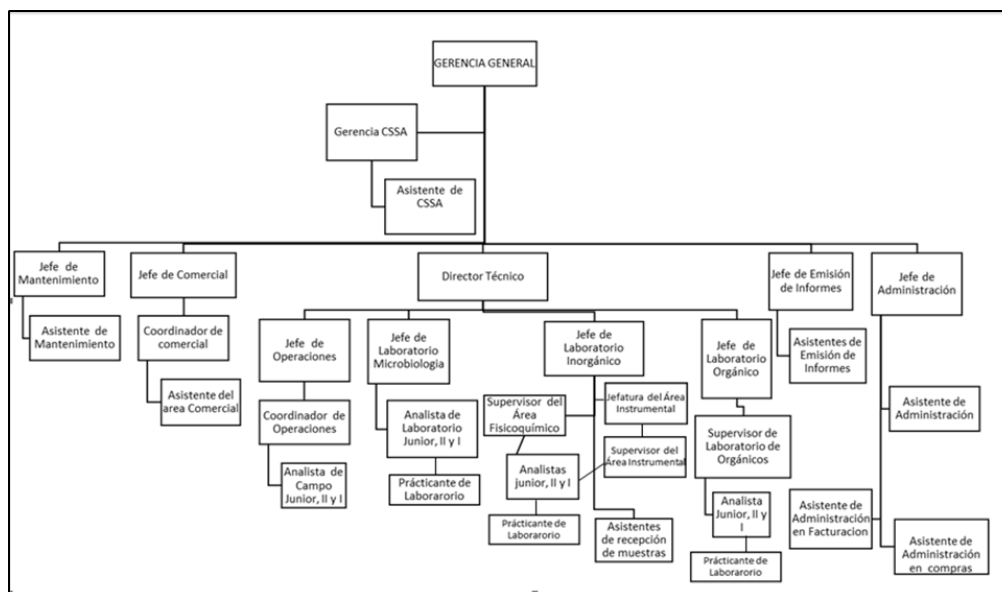 GERENCIA GENERAL
Gerencia CSSA
Asistente de
CSSA
Jefe de
Mantenimiento
Asistente de
Mantenimiento
Jefe de Comercial
Coordinador de
comercial
Asistente del
area Comercial
Director Técnico
Jefe de
Operaciones
Coordinador de
Operaciones
Analista de
Campo
Junior, II y I
Jefe de
Laboratorio
Microbiologia
Analista de
Laboratorio
Junior, II y I
Prácticante de
Laborarorio
Jefe de
Laboratorio
Inorgánico
Supervisor del
Área
Fisicoquímico
Jefatura del Área
Instrumental
Supervisor del
Área Instrumental
Analistas
junior, II y I
Prácticante de
Laborarorio
Asistentes
de recepción
de muestras
Jefe de
Laboratorio
Orgánico
Supervisor de
Laboratorio de
Orgánicos
Analista
Junior, II y
I
Prácticante de
Laborarorio
Jefe de Emisión
de Informes
Asistentes de
Emisión de
Informes
Jefe de
Administración
Asistente de
Administración
Asistente de
Administración
en Facturacion
Asistente de
Administración
en compras